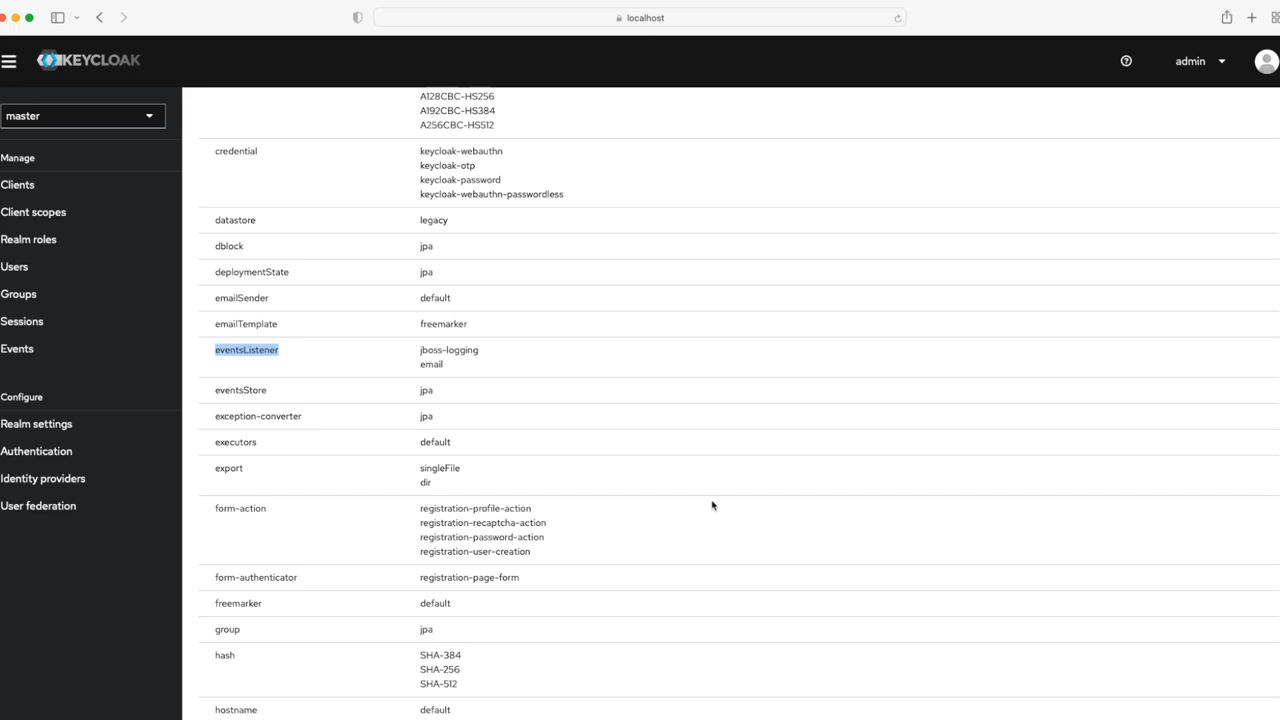 localhost
KEYCLOAK
admin
master
Manage
Clients
Client scopes
Realm roles
Users
Groups
Sessions
Events
Configure
Realm settings
Authentication
Identity providers
User federation
A128CBC-HS256
A192CBC-HS384
A256CBC-HS512
credential
keycloak-webauthn
keycloak-otp
keycloak-password
keycloak-webauthn-passwordless
datastore
legacy
dblock
jpa
deploymentState
jpa
emailSender
default
emailTemplate
freemarker
eventsListener
jboss-logging
email
eventsStore
jpa
exception-converter
jpa
executors
default
export
singleFile
dir
form-action
registration-profile-action
registration-recaptcha-action
registration-password-action
registration-user-creation
form-authenticator
registration-page-form
freemarker
default
group
jpa
hash
SHA-384
SHA-256
SHA-512
hostname
default